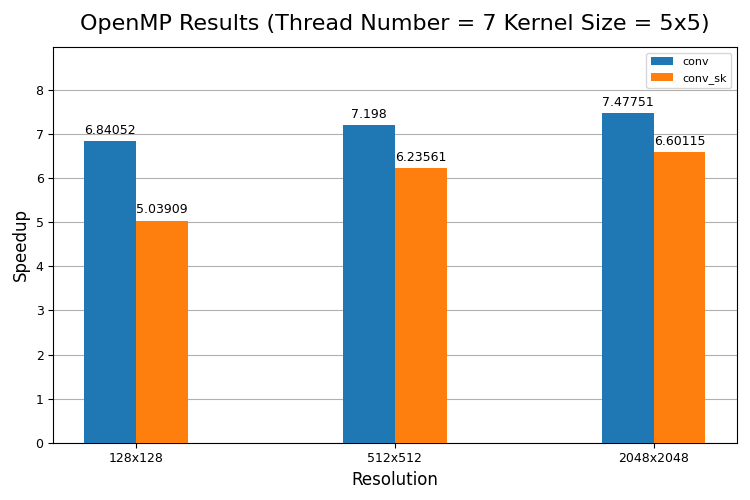 OpenMP Results (Thread Number = 7 Kernel Size = 5x5)
conv
conv_sk
8
7
6
5
4
3
2
1
0
Speedup
6.84052
5.03909
7.198
6.23561
7.47751
6.60115
128x128
512x512
2048x2048
Resolution